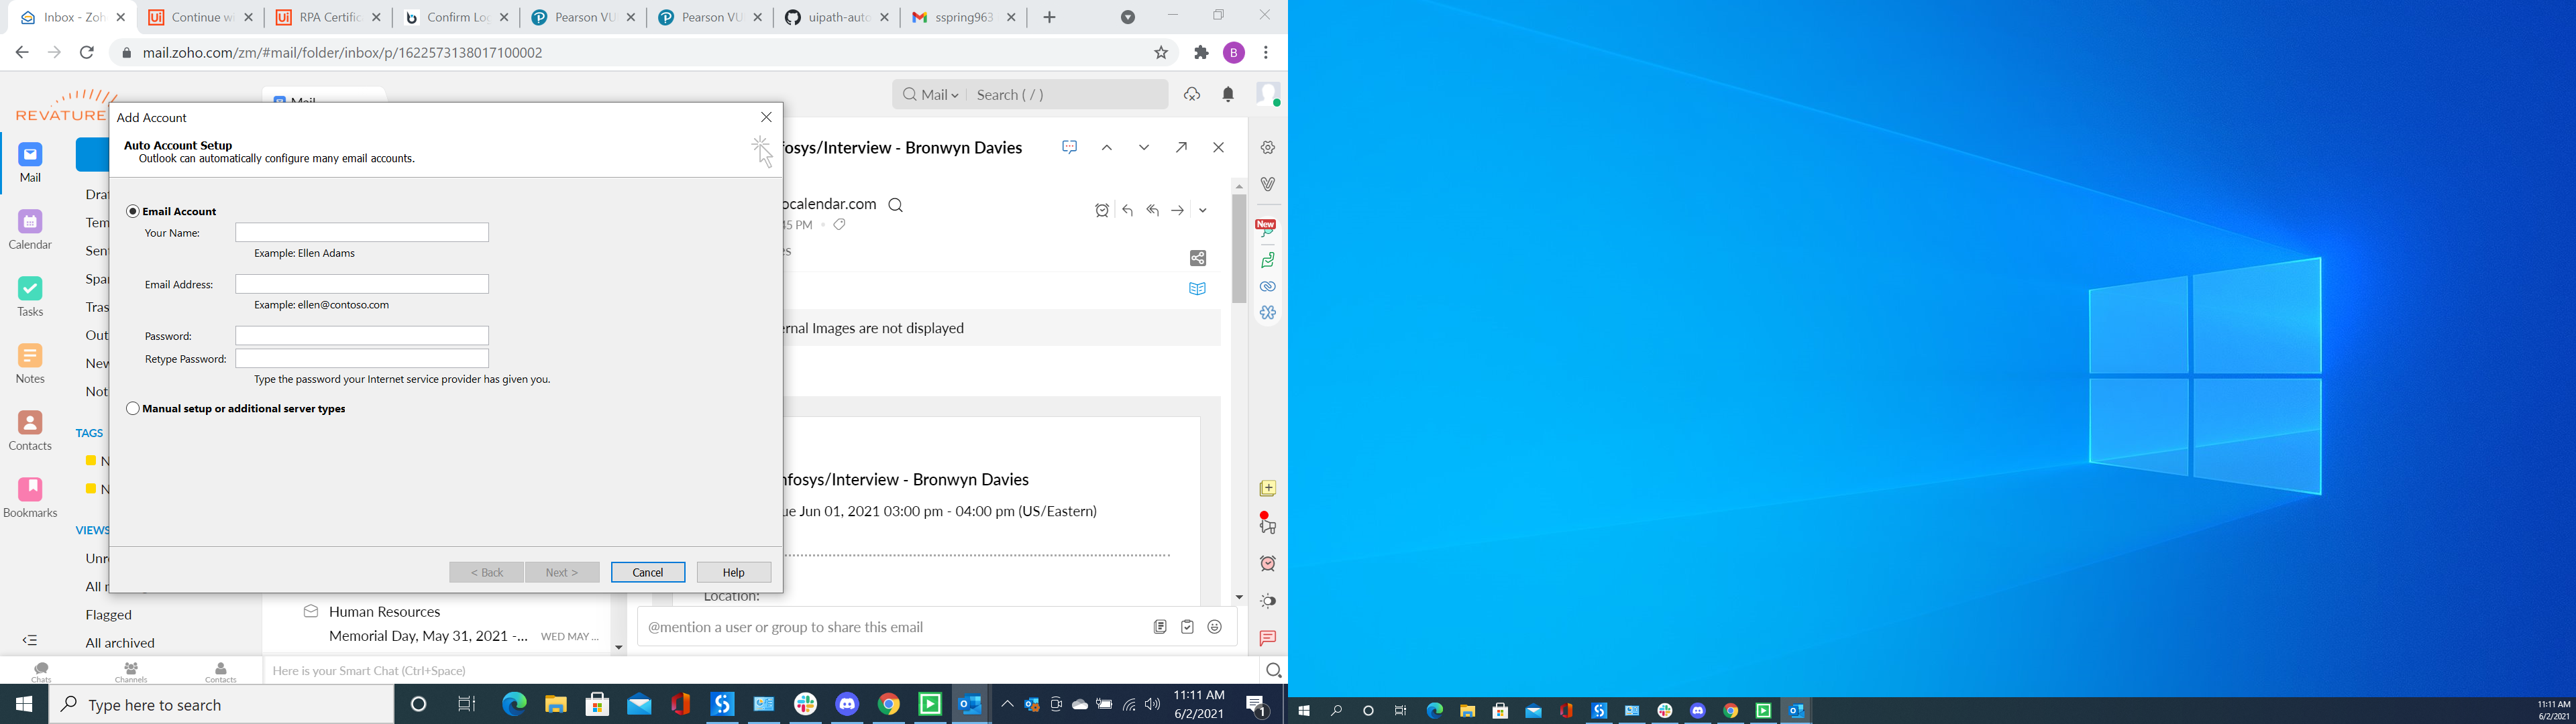 Inbox - Zoh
Continue wi
RPA Certific
Confirm Log
Pearson VU
Pearson VU
uipath-auto
sspring963
mail.zoho.com/zm/#mail/folder/inbox/p/1622573138017100002
B
REVATURE
Mail
Mail
Search ( / )
Add Account
Auto Account Setup
Outlook can automatically configure many email accounts.
fosys/Interview - Bronwyn Davies
Mail
Calendar
Tasks
Notes
Contacts
Bookmarks
Draf
Tem
Sen
Spa
Tras
Out
New
Not
TAGS
N
N
VIEWS
Unr
All
Flagged
All archived
Email Account
Your Name:
Example: Ellen Adams
Email Address:
Example: ellen@contoso.com
Password:
Retype Password:
Type the password your Internet service provider has given you.
Manual setup or additional server types
< Back
Next >
Cancel
Help
ocalendar.com
45 PM
es
New
ernal Images are not displayed
nfosys/Interview - Bronwyn Davies
ue Jun 01, 2021 03:00 pm - 04:00 pm (US/Eastern)
Location:
Human Resources
Memorial Day, May 31, 2021 -...
WED MAY ...
@mention a user or group to share this email
Chats
Channels
Contacts
Here is your Smart Chat (Ctrl+Space)
Type here to search
11:11 AM
6/2/2021
1
11:11 AM
6/2/2021